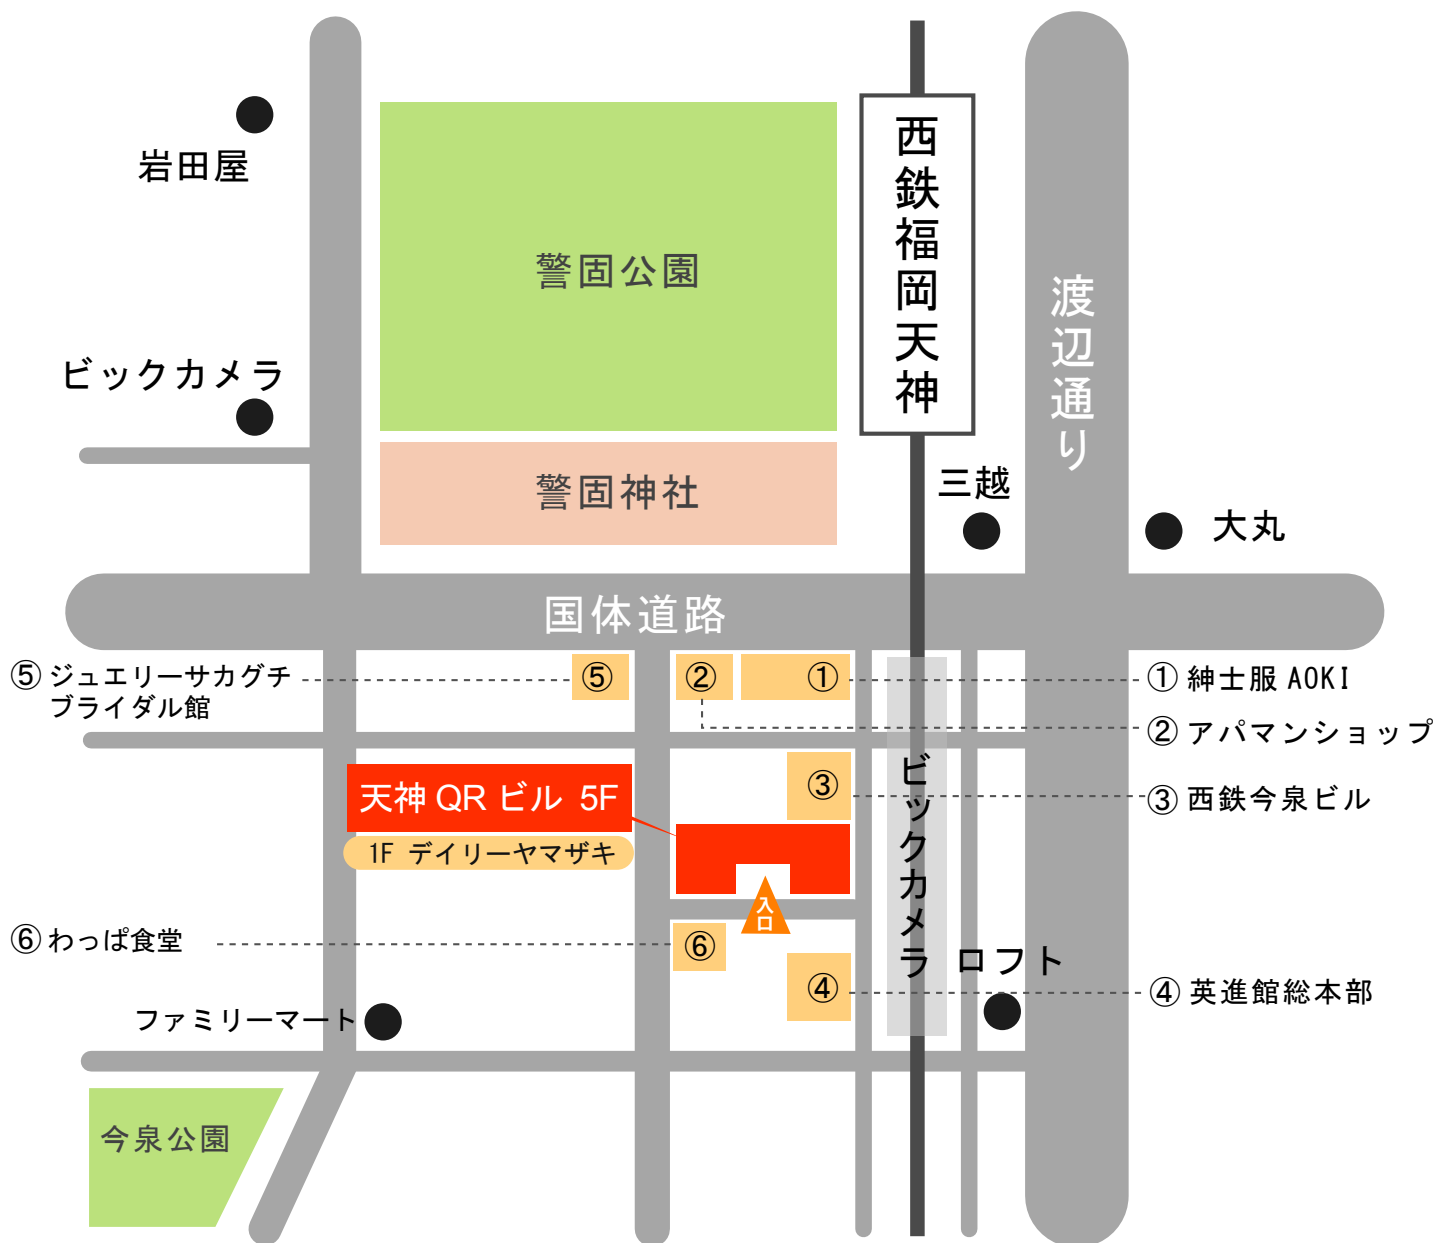 岩田屋
警固公園
西鉄福岡天神
渡辺通り
ビックカメラ
警固神社
三越
大丸
国体道路
⑤ ジュエリーサカグチ
ブライダル館
⑤
②
①
① 紳士服 AOKI
② アパマンショップ
天神 QR ビル 5F
1F デイリーヤマザキ
③
ビックカメラ
③ 西鉄今泉ビル
入口
⑥ わっぱ食堂
⑥
④
ロフト
④ 英進館総本部
ファミリーマート
今泉公園